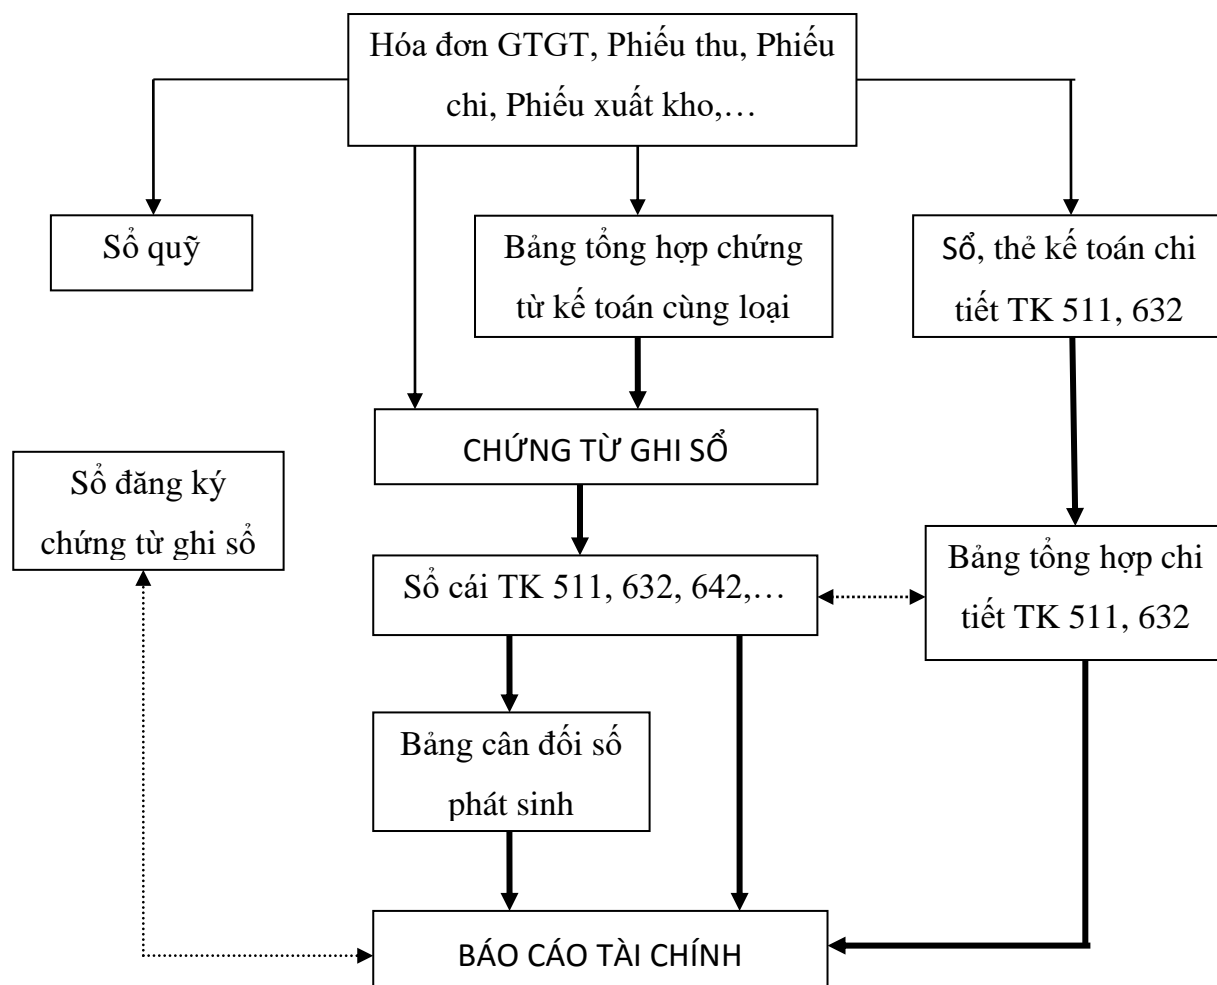 Hóa đơn GTGT, Phiếu thu, Phiếu
chi, Phiếu xuất kho,…
Sổ quỹ
Bảng tổng hợp chứng
từ kế toán cùng loại
Sổ, thẻ kế toán chi
tiết TK 511, 632
CHỨNG TỪ GHI SỔ
Sổ đăng ký
chứng từ ghi sổ
Sổ cái TK 511, 632, 642,…
Bảng tổng hợp chi
tiết TK 511, 632
Bảng cân đối số
phát sinh
BÁO CÁO TÀI CHÍNH